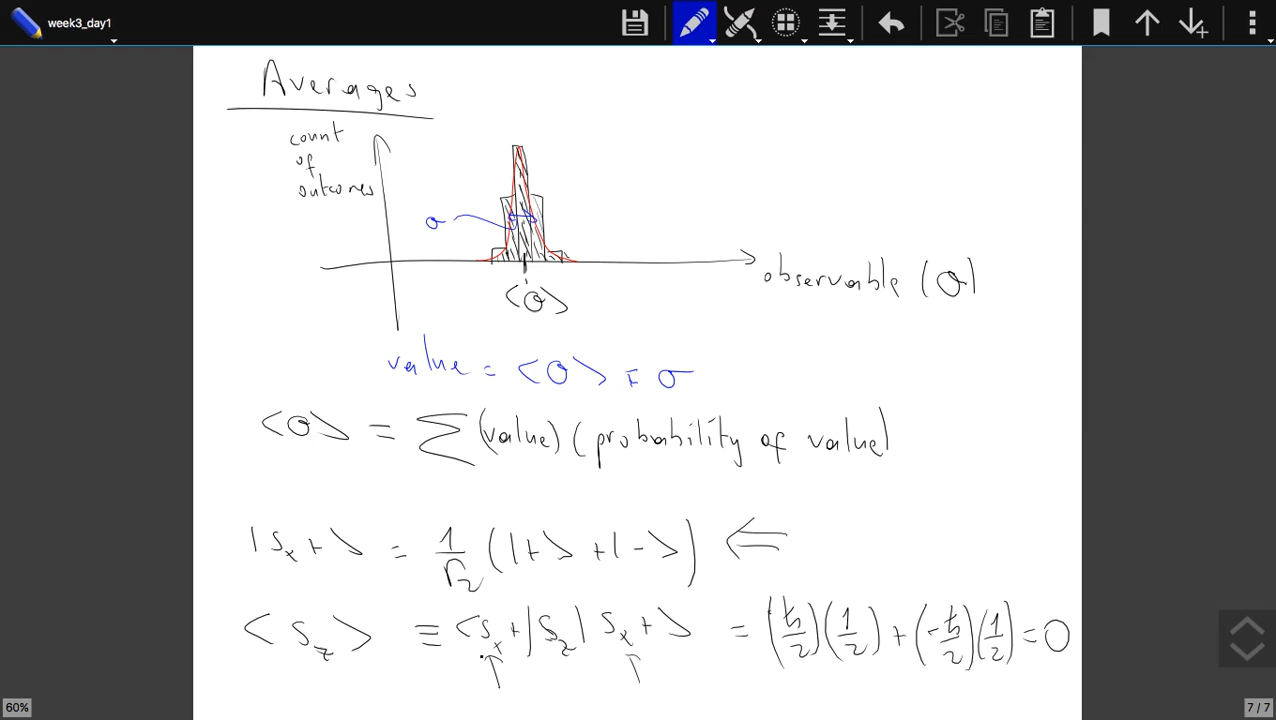 week3_day1
Averages
count
of
outcomes
σ
observable (O)
<O>
value = <O> ± σ
<O> = Σ (value) (probability of value)
|Sx+> = 1/√2 (|+> + |->) ⇐
<Sz> ≡ <Sx+|Sz|Sx+> = (ħ/2)(1/2) + (-ħ/2)(1/2) = 0
60%
7 / 7